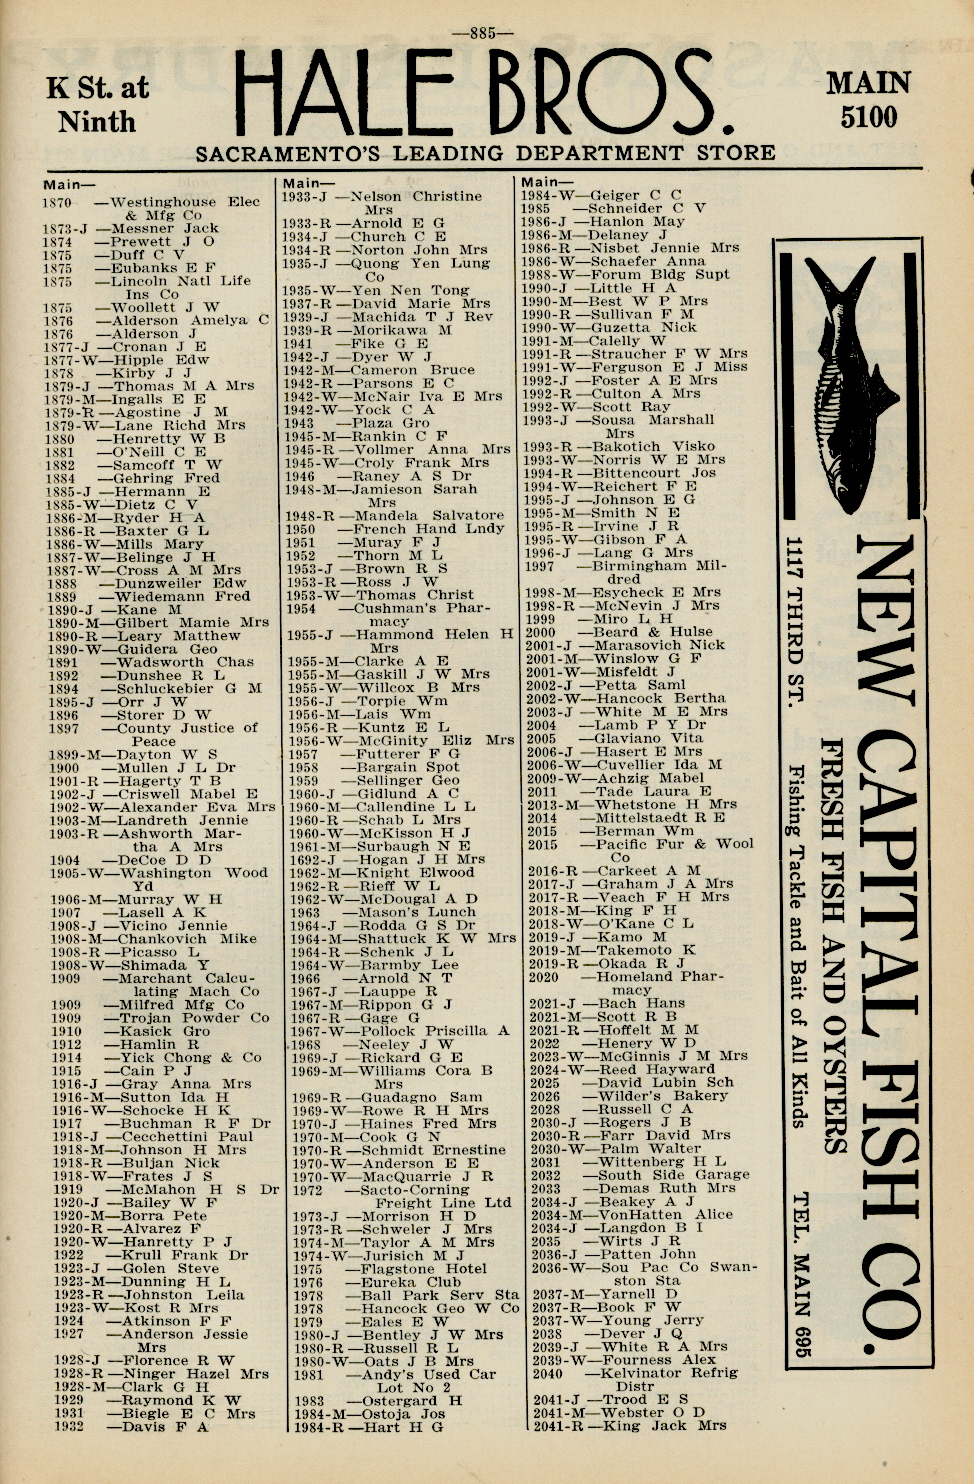 —885—
K St. at
Ninth
HALE BROS.
MAIN
5100
SACRAMENTO'S LEADING DEPARTMENT STORE
Main—
1870 —Westinghouse Elec
& Mfg Co
1873-J —Messner Jack
1874 —Prewett J O
1875 —Duff C V
1875 —Eubanks E F
1875 —Lincoln Natl Life
Ins Co
1875 —Woollett J W
1876 —Alderson Amelya C
1876 —Alderson J
1877-J —Cronan J E
1877-W—Hipple Edw
1878 —Kirby J J
1879-J —Thomas M A Mrs
1879-M—Ingalls E E
1879-R —Agostine J M
1879-W—Lane Richd Mrs
1880 —Henretty W B
1881 —O'Neill C E
1882 —Samcoff T W
1884 —Gehring Fred
1885-J —Hermann E
1885-W—Dietz C V
1886-M—Ryder H A
1886-R —Baxter G L
1886-W—Mills Mary
1887-W—Belinge J H
1887-W—Cross A M Mrs
1888 —Dunzweiler Edw
1889 —Wiedemann Fred
1890-J —Kane M
1890-M—Gilbert Mamie Mrs
1890-R —Leary Matthew
1890-W—Guidera Geo
1891 —Wadsworth Chas
1892 —Dunshee R L
1894 —Schluckebier G M
1895-J —Orr J W
1896 —Storer D W
1897 —County Justice of
Peace
1899-M—Dayton W S
1900 —Mullen J L Dr
1901-R —Hagerty T B
1902-J —Criswell Mabel E
1902-W—Alexander Eva Mrs
1903-M—Landreth Jennie
1903-R —Ashworth Mar-
tha A Mrs
1904 —DeCoe D D
1905-W—Washington Wood
Yd
1906-M—Murray W H
1907 —Lasell A K
1908-J —Vicino Jennie
1908-M—Chankovich Mike
1908-R —Picasso L
1908-W—Shimada Y
1909 —Marchant Calcu-
lating Mach Co
1909 —Milfred Mfg Co
1909 —Trojan Powder Co
1910 —Kasick Gro
1912 —Hamlin R
1914 —Yick Chong & Co
1915 —Cain P J
1916-J —Gray Anna Mrs
1916-M—Sutton Ida H
1916-W—Schocke H K
1917 —Buchman R F Dr
1918-J —Cecchettini Paul
1918-M—Johnson H Mrs
1918-R —Buljan Nick
1918-W—Frates J S
1919 —McMahon H S Dr
1920-J —Bailey W F
1920-M—Borra Pete
1920-R —Alvarez F
1920-W—Hanretty P J
1922 —Krull Frank Dr
1923-J —Golen Steve
1923-M—Dunning H L
1923-R —Johnston Leila
1923-W—Kost R Mrs
1924 —Atkinson F F
1927 —Anderson Jessie
Mrs
1928-J —Florence R W
1928-R —Ninger Hazel Mrs
1928-M—Clark G H
1929 —Raymond K W
1931 —Biegle E C Mrs
1932 —Davis F A
Main—
1933-J —Nelson Christine
Mrs
1933-R —Arnold E G
1934-J —Church C E
1934-R —Norton John Mrs
1935-J —Quong Yen Lung
Co
1935-W—Yen Nen Tong
1937-R —David Marie Mrs
1939-J —Machida T J Rev
1939-R —Morikawa M
1941 —Fike G E
1942-J —Dyer W J
1942-M—Cameron Bruce
1942-R —Parsons E C
1942-W—McNair Iva E Mrs
1942-W—Yock C A
1943 —Plaza Gro
1945-M—Rankin C F
1945-R —Vollmer Anna Mrs
1945-W—Croly Frank Mrs
1946 —Raney A S Dr
1948-M—Jamieson Sarah
Mrs
1948-R —Mandela Salvatore
1950 —French Hand Lndy
1951 —Muray F J
1952 —Thorn M L
1953-J —Brown R S
1953-R —Ross J W
1953-W—Thomas Christ
1954 —Cushman's Phar-
macy
1955-J —Hammond Helen H
Mrs
1955-M—Clarke A E
1955-M—Gaskill J W Mrs
1955-W—Willcox B Mrs
1956-J —Torpie Wm
1956-M—Lais Wm
1956-R —Kuntz E L
1956-W—McGinity Eliz Mrs
1957 —Futterer F G
1958 —Bargain Spot
1959 —Sellinger Geo
1960-J —Gidlund A C
1960-M—Callendine L L
1960-R —Schab L Mrs
1960-W—McKisson H J
1961-M—Surbaugh N E
1692-J —Hogan J H Mrs
1962-M—Knight Elwood
1962-R —Rieff W L
1962-W—McDougal A D
1963 —Mason's Lunch
1964-J —Rodda G S Dr
1964-M—Shattuck K W Mrs
1964-R —Schenk J L
1964-W—Barmby Lee
1966 —Arnold N T
1967-J —Lauppe R
1967-M—Rippon G J
1967-R —Gage G
1967-W—Pollock Priscilla A
1968 —Neeley J W
1969-J —Rickard G E
1969-M—Williams Cora B
Mrs
1969-R —Guadagno Sam
1969-W—Rowe R H Mrs
1970-J —Haines Fred Mrs
1970-M—Cook G N
1970-R —Schmidt Ernestine
1970-W—Anderson E E
1970-W—MacQuarrie J R
1972 —Sacto-Corning
Freight Line Ltd
1973-J —Morrison H D
1973-R —Schweler J Mrs
1974-M—Taylor A M Mrs
1974-W—Jurisich M J
1975 —Flagstone Hotel
1976 —Eureka Club
1978 —Ball Park Serv Sta
1978 —Hancock Geo W Co
1979 —Eales E W
1980-J —Bentley J W Mrs
1980-R —Russell R L
1980-W—Oats J B Mrs
1981 —Andy's Used Car
Lot No 2
1983 —Ostergard H
1984-M—Ostoja Jos
1984-R —Hart H G
Main—
1984-W—Geiger C C
1985 —Schneider C V
1986-J —Hanlon May
1986-M—Delaney J
1986-R —Nisbet Jennie Mrs
1986-W—Schaefer Anna
1988-W—Forum Bldg Supt
1990-J —Little H A
1990-M—Best W P Mrs
1990-R —Sullivan F M
1990-W—Guzetta Nick
1991-M—Calelly W
1991-R —Straucher F W Mrs
1991-W—Ferguson E J Miss
1992-J —Foster A E Mrs
1992-R —Culton A Mrs
1992-W—Scott Ray
1993-J —Sousa Marshall
Mrs
1993-R —Bakotich Visko
1993-W—Norris W E Mrs
1994-R —Bittencourt Jos
1994-W—Reichert F E
1995-J —Johnson E G
1995-M—Smith N E
1995-R —Irvine J R
1995-W—Gibson F A
1996-J —Lang G Mrs
1997 —Birmingham Mil-
dred
1998-M—Esycheck E Mrs
1998-R —McNevin J Mrs
1999 —Miro L H
2000 —Beard & Hulse
2001-J —Marasovich Nick
2001-M—Winslow G F
2001-W—Misfeldt J
2002-J —Petta Saml
2002-W—Hancock Bertha
2003-J —White M E Mrs
2004 —Lamb P Y Dr
2005 —Glaviano Vita
2006-J —Hasert E Mrs
2006-W—Cuvellier Ida M
2009-W—Achzig Mabel
2011 —Tade Laura E
2013-M—Whetstone H Mrs
2014 —Mittelstaedt R E
2015 —Berman Wm
2015 —Pacific Fur & Wool
Co
2016-R —Carkeet A M
2017-J —Graham J A Mrs
2017-R —Veach F H Mrs
2018-M—King F H
2018-W—O'Kane C L
2019-J —Kamo M
2019-M—Takemoto K
2019-R —Okada R J
2020 —Homeland Phar-
macy
2021-J —Bach Hans
2021-M—Scott R B
2021-R —Hoffelt M M
2022 —Henery W D
2023-W—McGinnis J M Mrs
2024-W—Reed Hayward
2025 —David Lubin Sch
2026 —Wilder's Bakery
2028 —Russell C A
2030-J —Rogers J B
2030-R —Farr David Mrs
2030-W—Palm Walter
2031 —Wittenberg H L
2032 —South Side Garage
2033 —Demas Ruth Mrs
2034-J —Beakey A J
2034-M—VonHatten Alice
2034-J —Langdon B I
2035 —Wirts J R
2036-J —Patten John
2036-W—Sou Pac Co Swan-
ston Sta
2037-M—Yarnell D
2037-R—Book F W
2037-W—Young Jerry
2038 —Dever J Q
2039-J —White R A Mrs
2039-W—Fourness Alex
2040 —Kelvinator Refrig
Distr
2041-J —Trood E S
2041-M—Webster O D
2041-R —King Jack Mrs
NEW CAPITAL FISH CO.
FRESH FISH AND OYSTERS
1117 THIRD ST. Fishing Tackle and Bait of All Kinds TEL. MAIN 695